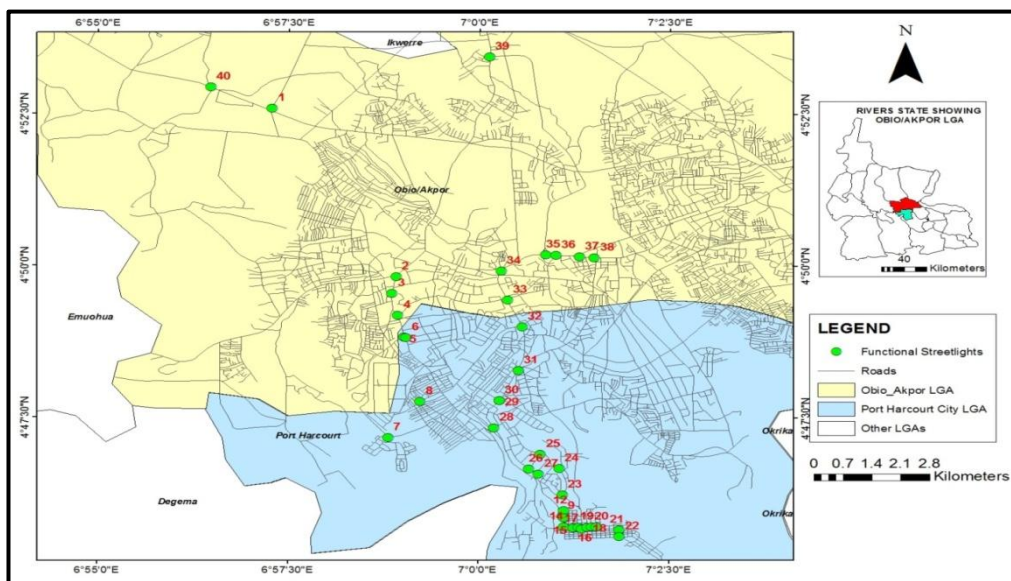 6°55'0"E 6°57'30"E 7°0'0"E 7°2'30"E
Ikwerre
39
40
1
4°52'30"N 4°52'30"N
Obio/Akpor
35 36 37 38
34
2
4°50'0"N 4°50'0"N
3
33
4
Emuohua
32
6
5
31
8
30
29
28
7
Port Harcourt
4°47'30"N 4°47'30"N
Okrika
25
26 27 24
23
Degema
12 9
Okrika
14 17 19 20 21
15 18 22
16
6°55'0"E 6°57'30"E 7°0'0"E 7°2'30"E
N
RIVERS STATE SHOWING
OBIO/AKPOR LGA
40
Kilometers
LEGEND
Functional Streetlights
Roads
Obio_Akpor LGA
Port Harcourt City LGA
Other LGAs
0 0.7 1.4 2.1 2.8
Kilometers